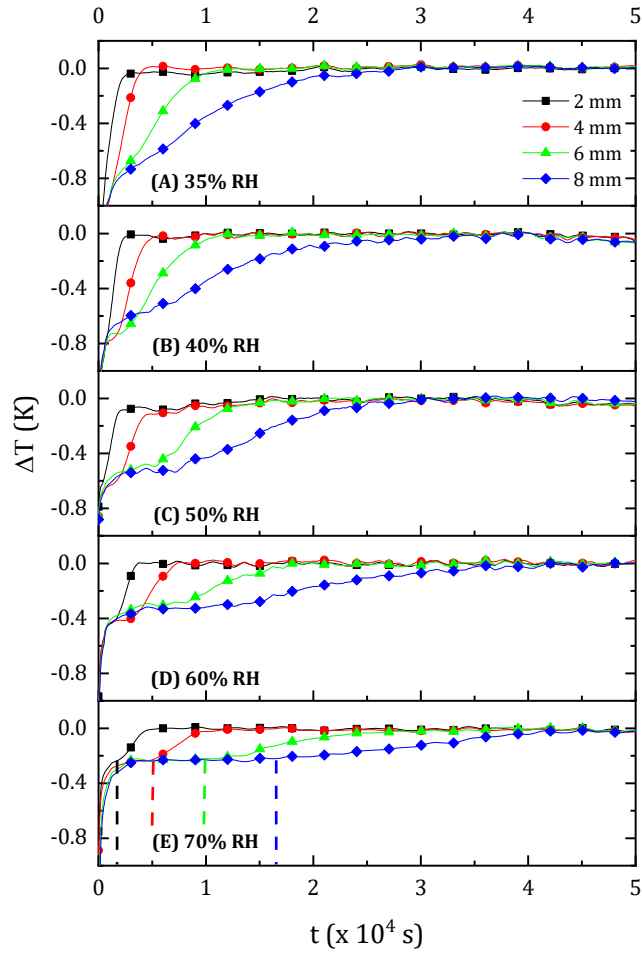 0 1 2 3 4 5
0.0
-0.4
-0.8
2 mm
4 mm
6 mm
8 mm
(A) 35% RH
0.0
-0.4
-0.8
(B) 40% RH
0.0
-0.4
-0.8
(C) 50% RH
0.0
-0.4
-0.8
(D) 60% RH
0.0
-0.4
-0.8
(E) 70% RH
0 1 2 3 4 5
ΔT (K)
t (x 10⁴ s)